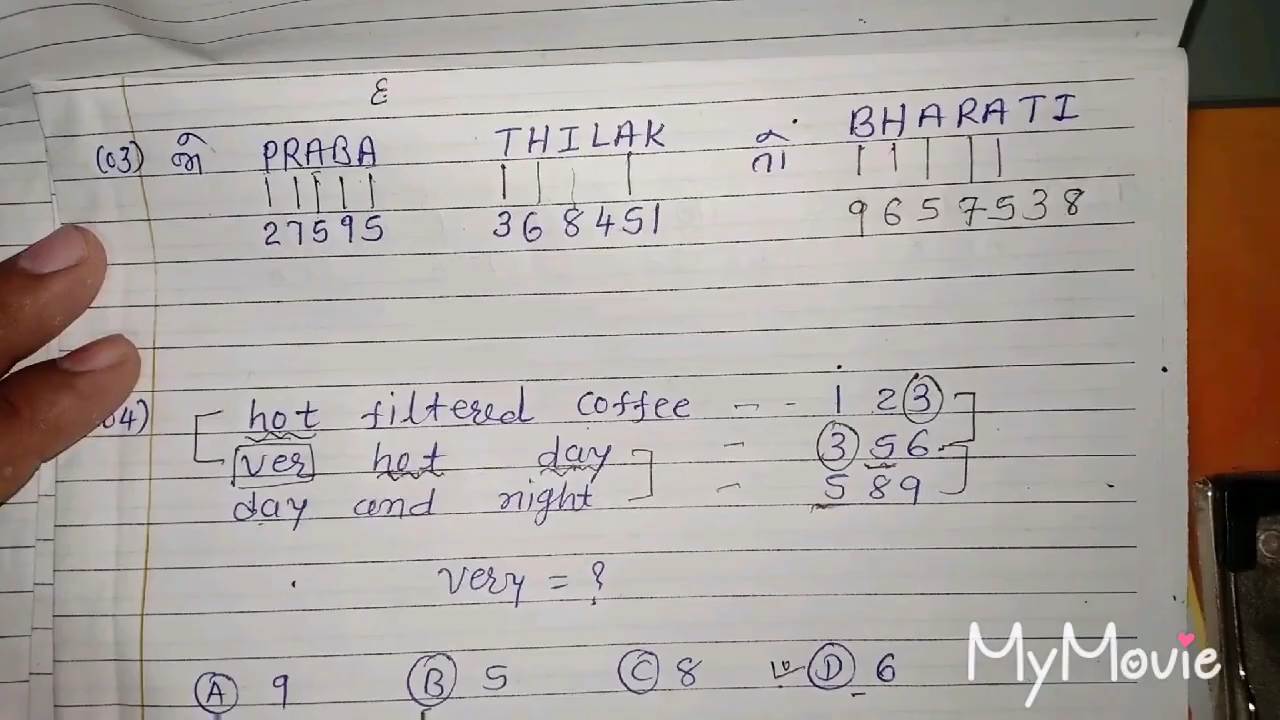 ε
(03) PRABA THILAK BHARATI
27595 368451 9657538
04) hot filtered coffee -- - 1 2 3
ver hot day - 3 5 6
day and night - 5 8 9
very = ?
A 9 B 5 C 8 D 6
MyMovie